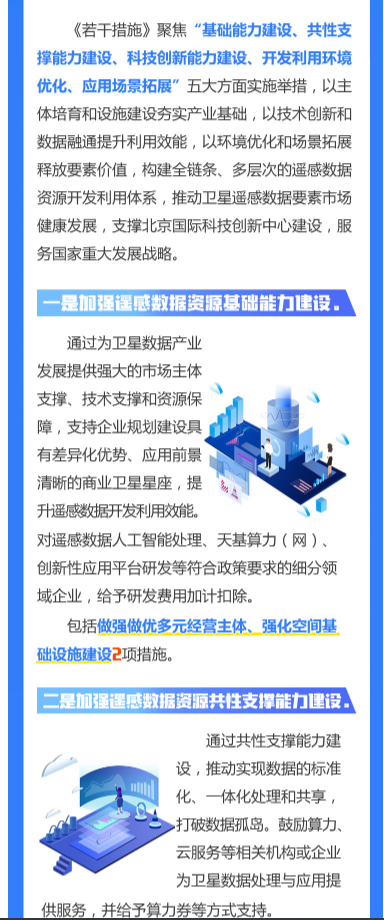 《若干措施》聚焦“基础能力建设、共性支
撑能力建设、科技创新能力建设、开发利用环境
优化、应用场景拓展”五大方面实施举措，以主
体培育和设施建设夯实产业基础，以技术创新和
数据融通提升利用效能，以环境优化和场景拓展
释放要素价值，构建全链条、多层次的遥感数据
资源开发利用体系，推动卫星遥感数据要素市场
健康发展，支撑北京国际科技创新中心建设，服
务国家重大发展战略。
一是加强遥感数据资源基础能力建设。
通过为卫星数据产业
发展提供强大的市场主体
支撑、技术支撑和资源保
障，支持企业规划建设具
有差异化优势、应用前景
清晰的商业卫星星座，提
升遥感数据开发利用效能。
对遥感数据人工智能处理、天基算力（网）、
创新性应用平台研发等符合政策要求的细分领
域企业，给予研发费用加计扣除。
包括做强做优多元经营主体、强化空间基
础设施建设2项措施。
二是加强遥感数据资源共性支撑能力建设。
通过共性支撑能力建
设，推动实现数据的标准
化、一体化处理和共享，
打破数据孤岛。鼓励算力、
云服务等相关机构或企业
为卫星数据处理与应用提
供服务，并给予算力券等方式支持。